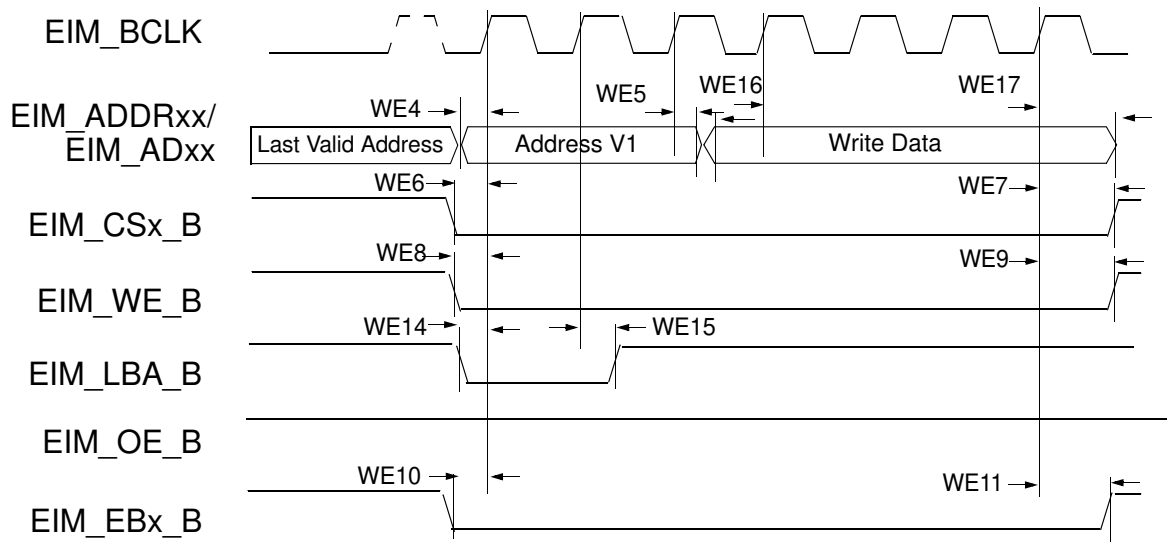 EIM_BCLK
WE4
WE5
WE16
WE17
EIM_ADDRxx/
EIM_ADxx
Last Valid Address
Address V1
Write Data
WE6
WE7
EIM_CSx_B
WE8
WE9
EIM_WE_B
WE14
WE15
EIM_LBA_B
EIM_OE_B
WE10
WE11
EIM_EBx_B